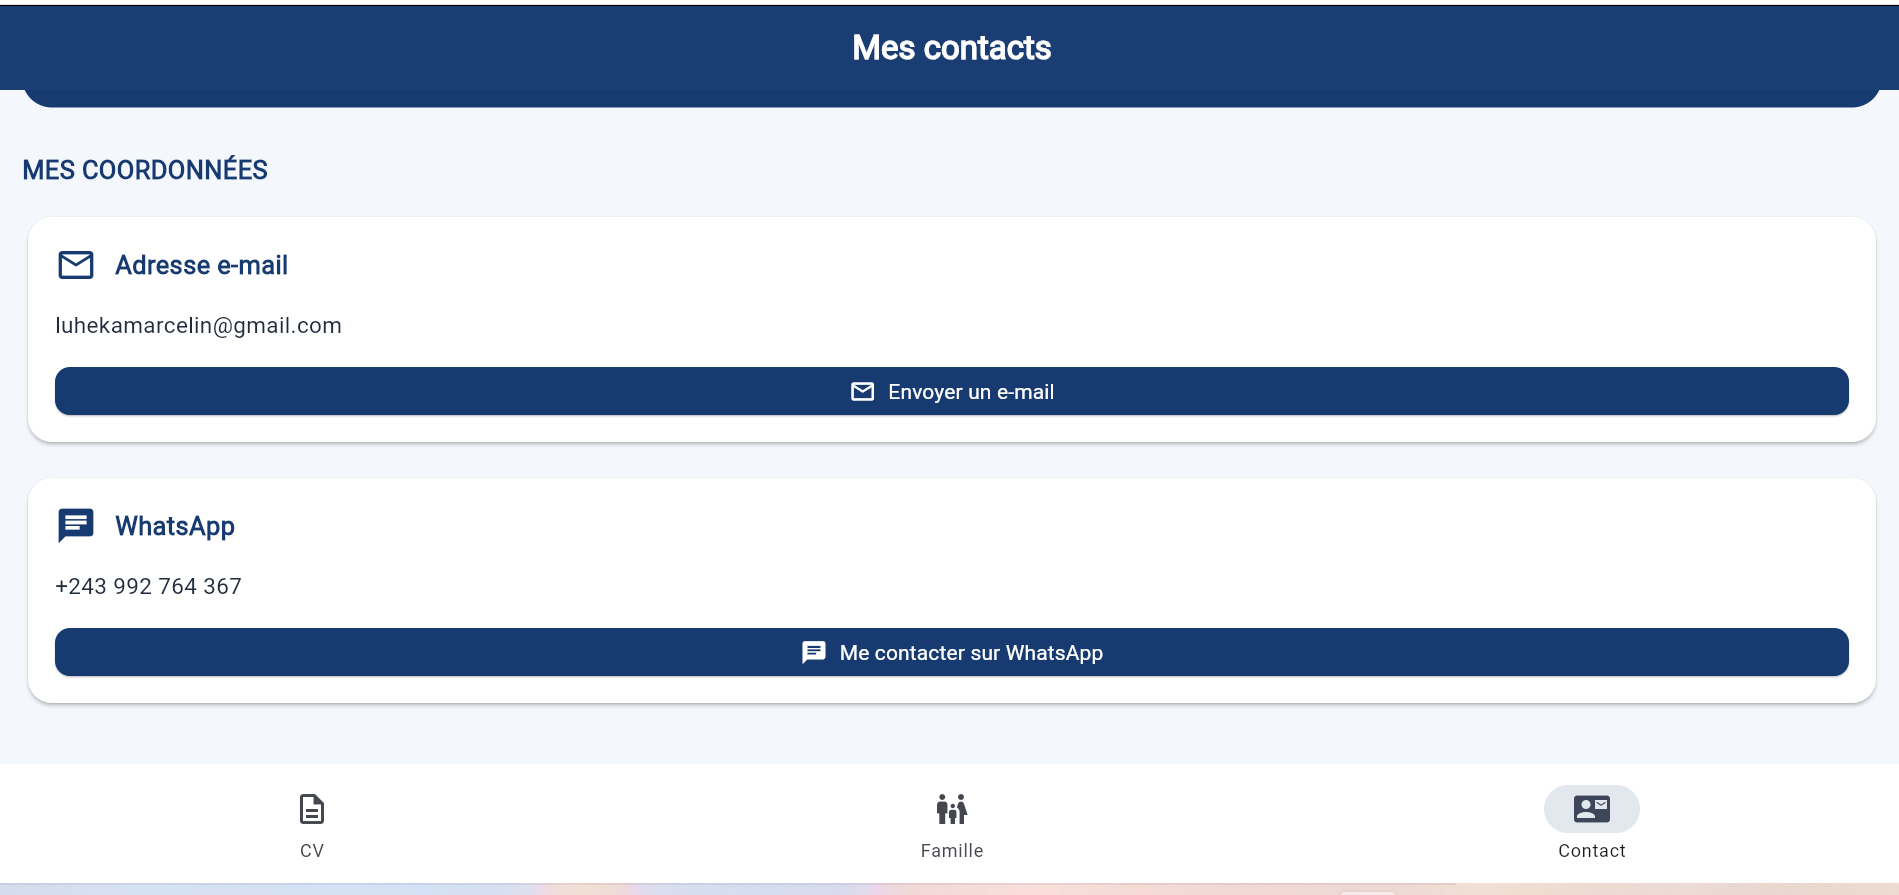 Mes contacts
MES COORDONNÉES
Adresse e-mail
luhekamarcelin@gmail.com
Envoyer un e-mail
WhatsApp
+243 992 764 367
Me contacter sur WhatsApp
CV
Famille
Contact